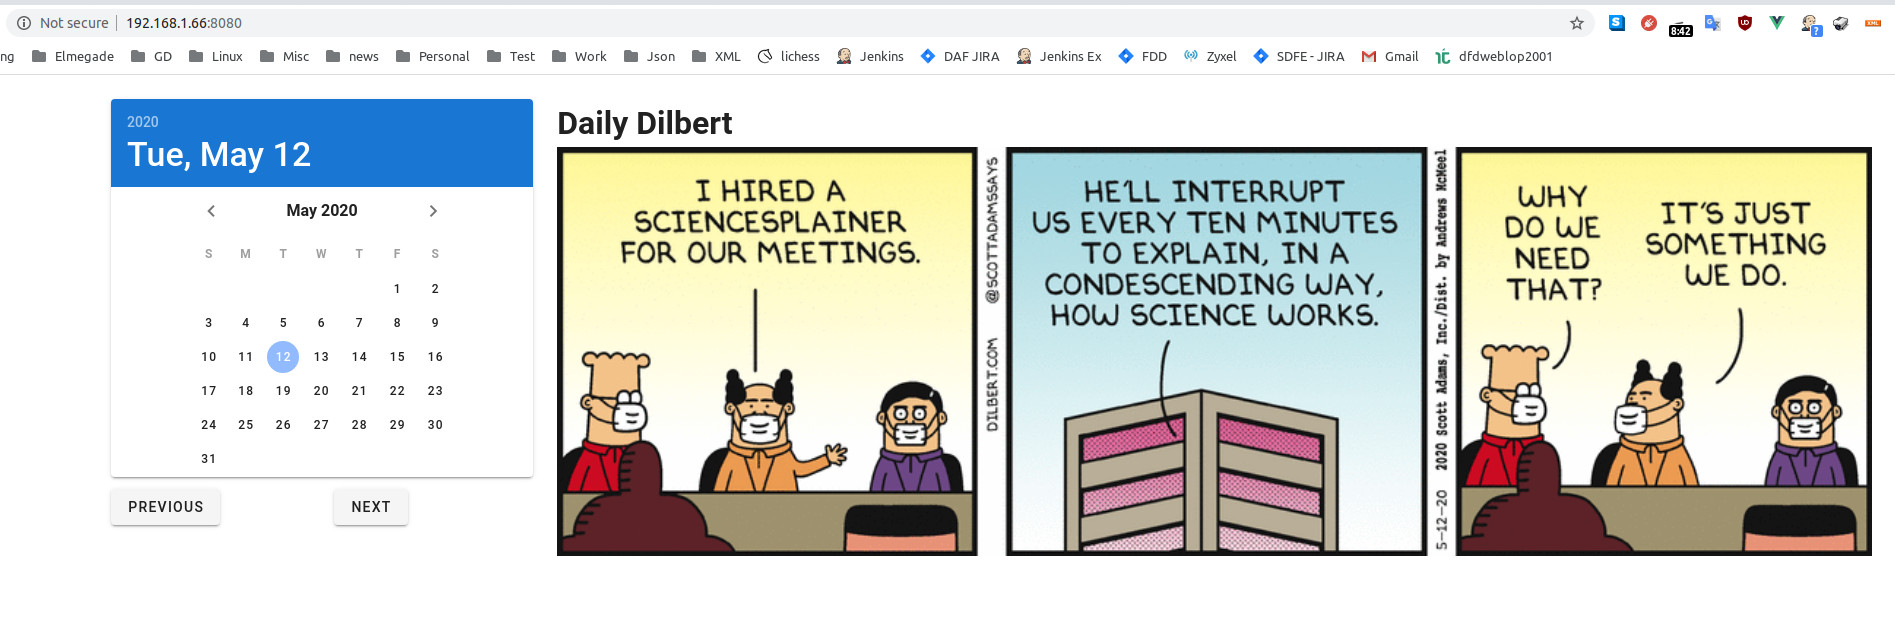 Not secure | 192.168.1.66:8080
8:42
ng Elmegade GD Linux Misc news Personal Test Work Json XML lichess Jenkins DAF JIRA Jenkins Ex FDD Zyxel SDFE - JIRA Gmail dfdweblop2001
2020
Tue, May 12
May 2020
S M T W T F S
1 2
3 4 5 6 7 8 9
10 11 12 13 14 15 16
17 18 19 20 21 22 23
24 25 26 27 28 29 30
31
PREVIOUS NEXT
Daily Dilbert
I HIRED A
SCIENCESPLAINER
FOR OUR MEETINGS.
DILBERT.COM @SCOTTADAMSSAYS
HE'LL INTERRUPT
US EVERY TEN MINUTES
TO EXPLAIN, IN A
CONDESCENDING WAY,
HOW SCIENCE WORKS.
5-12-20 2020 Scott Adams, Inc./Dist. by Andrews McMeel
WHY
DO WE
NEED
THAT?
IT'S JUST
SOMETHING
WE DO.